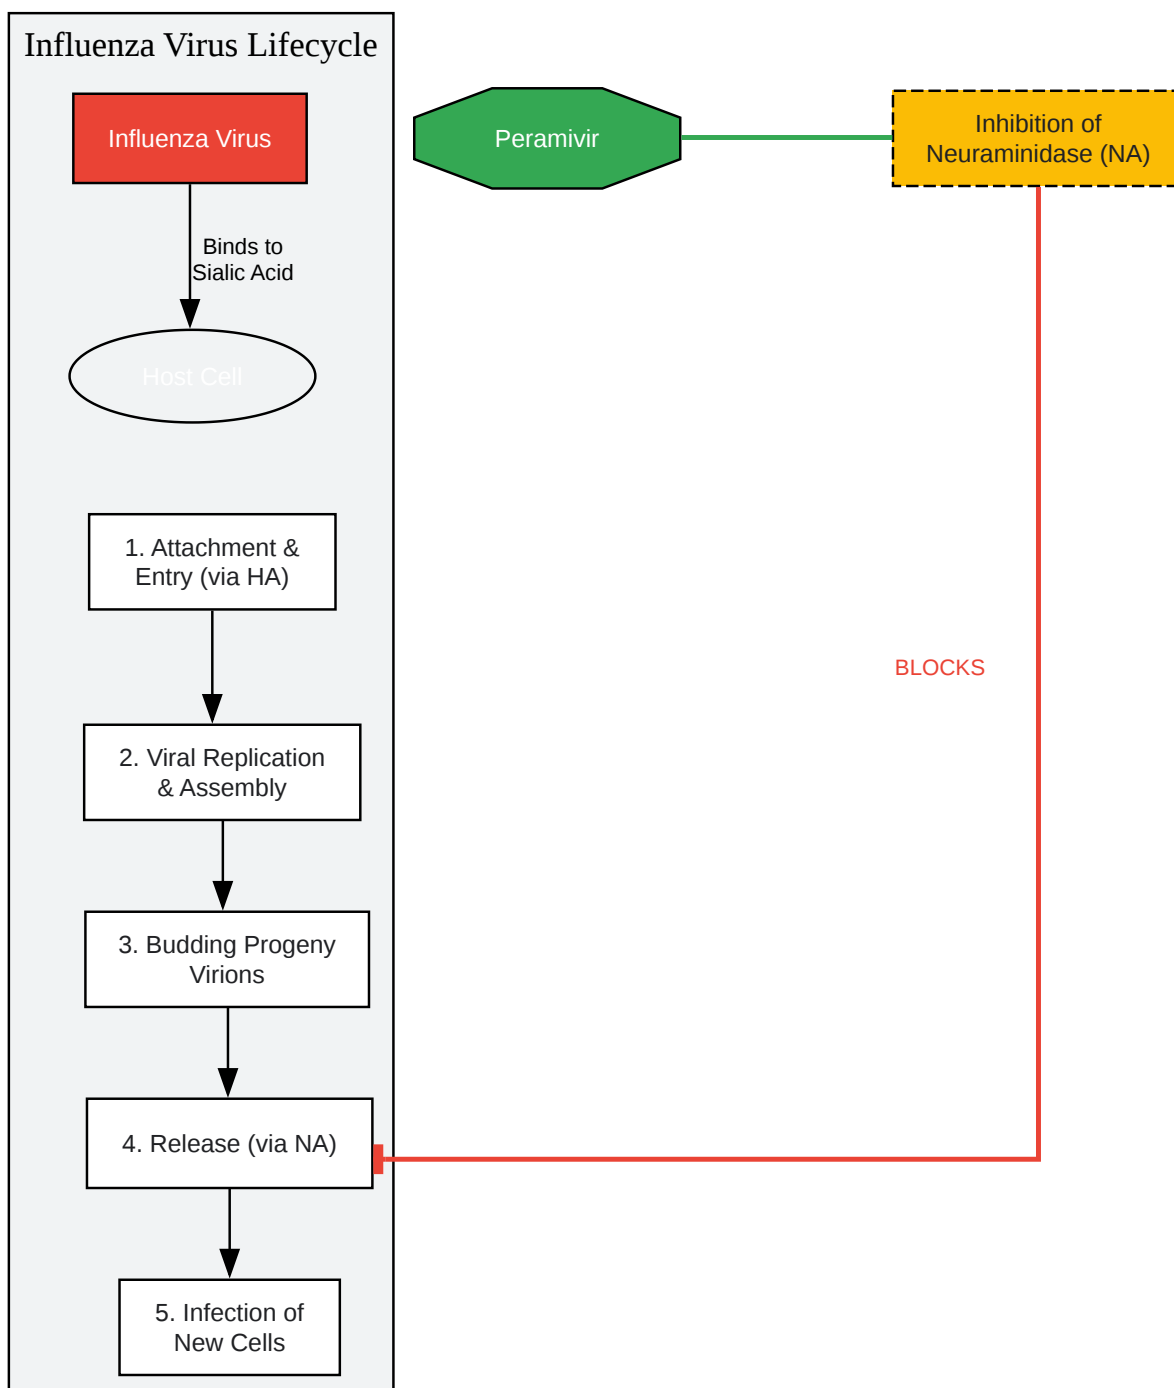 Influenza Virus Lifecycle
Influenza Virus
Peramivir
Inhibition of
Neuraminidase (NA)
Binds to
Sialic Acid
Host Cell
1. Attachment &
Entry (via HA)
BLOCKS
2. Viral Replication
& Assembly
3. Budding Progeny
Virions
4. Release (via NA)
5. Infection of
New Cells